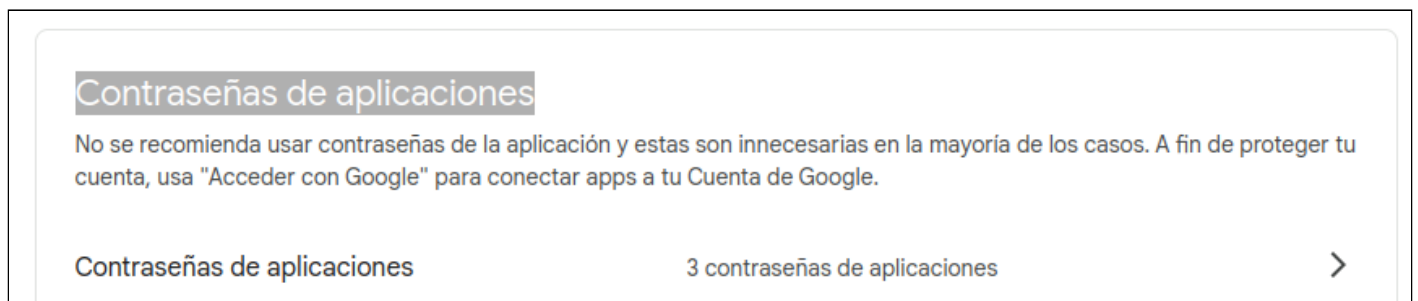 Contraseñas de aplicaciones
No se recomienda usar contraseñas de la aplicación y estas son innecesarias en la mayoría de los casos. A fin de proteger tu
cuenta, usa "Acceder con Google" para conectar apps a tu Cuenta de Google.
Contraseñas de aplicaciones 3 contraseñas de aplicaciones